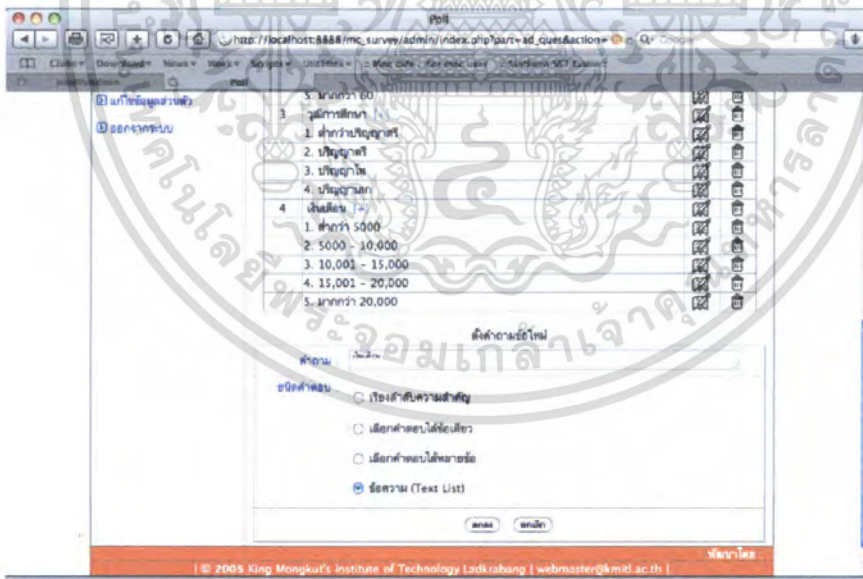 Poll
http://localhost:8888/mc_survey/admin/index.php?part=ad_ques&action=
Poll
แก้ไขข้อมูลส่วนตัว
ออกจากระบบ
5. มากกว่า 60
3 วุฒิการศึกษา [+]
1. ต่ำกว่าปริญญาตรี
2. ปริญญาตรี
3. ปริญญาโท
4. ปริญญาเอก
4 เงินเดือน [+]
1. ต่ำกว่า 5000
2. 5000 - 10,000
3. 10,001 - 15,000
4. 15,001 - 20,000
5. มากกว่า 20,000
ตั้งคำถามข้อใหม่
คำถาม
ชนิดคำตอบ
เรียงลำดับความสำคัญ
เลือกคำตอบได้ข้อเดียว
เลือกคำตอบได้หลายข้อ
ข้อความ (Text List)
ตกลง ยกเลิก
พัฒนาโดย
| © 2005 King Mongkut's Institute of Technology Ladkrabang | webmaster@kmitl.ac.th |